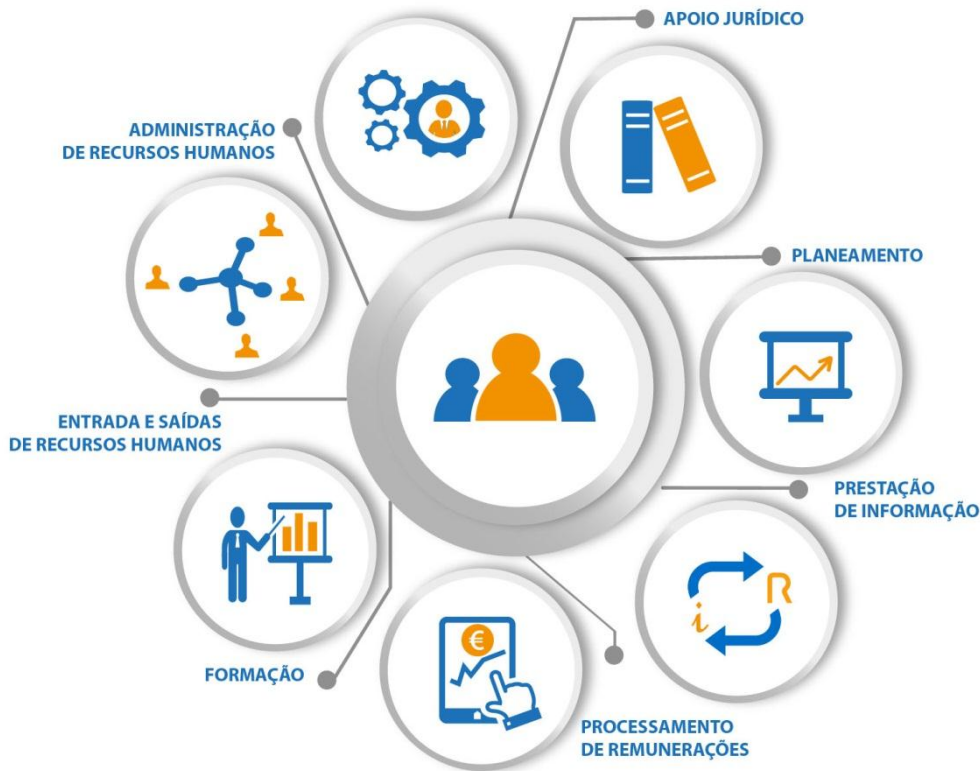 APOIO JURÍDICO
ADMINISTRAÇÃO
DE RECURSOS HUMANOS
PLANEAMENTO
ENTRADA E SAÍDAS
DE RECURSOS HUMANOS
PRESTAÇÃO
DE INFORMAÇÃO
i
R
€
FORMAÇÃO
PROCESSAMENTO
DE REMUNERAÇÕES